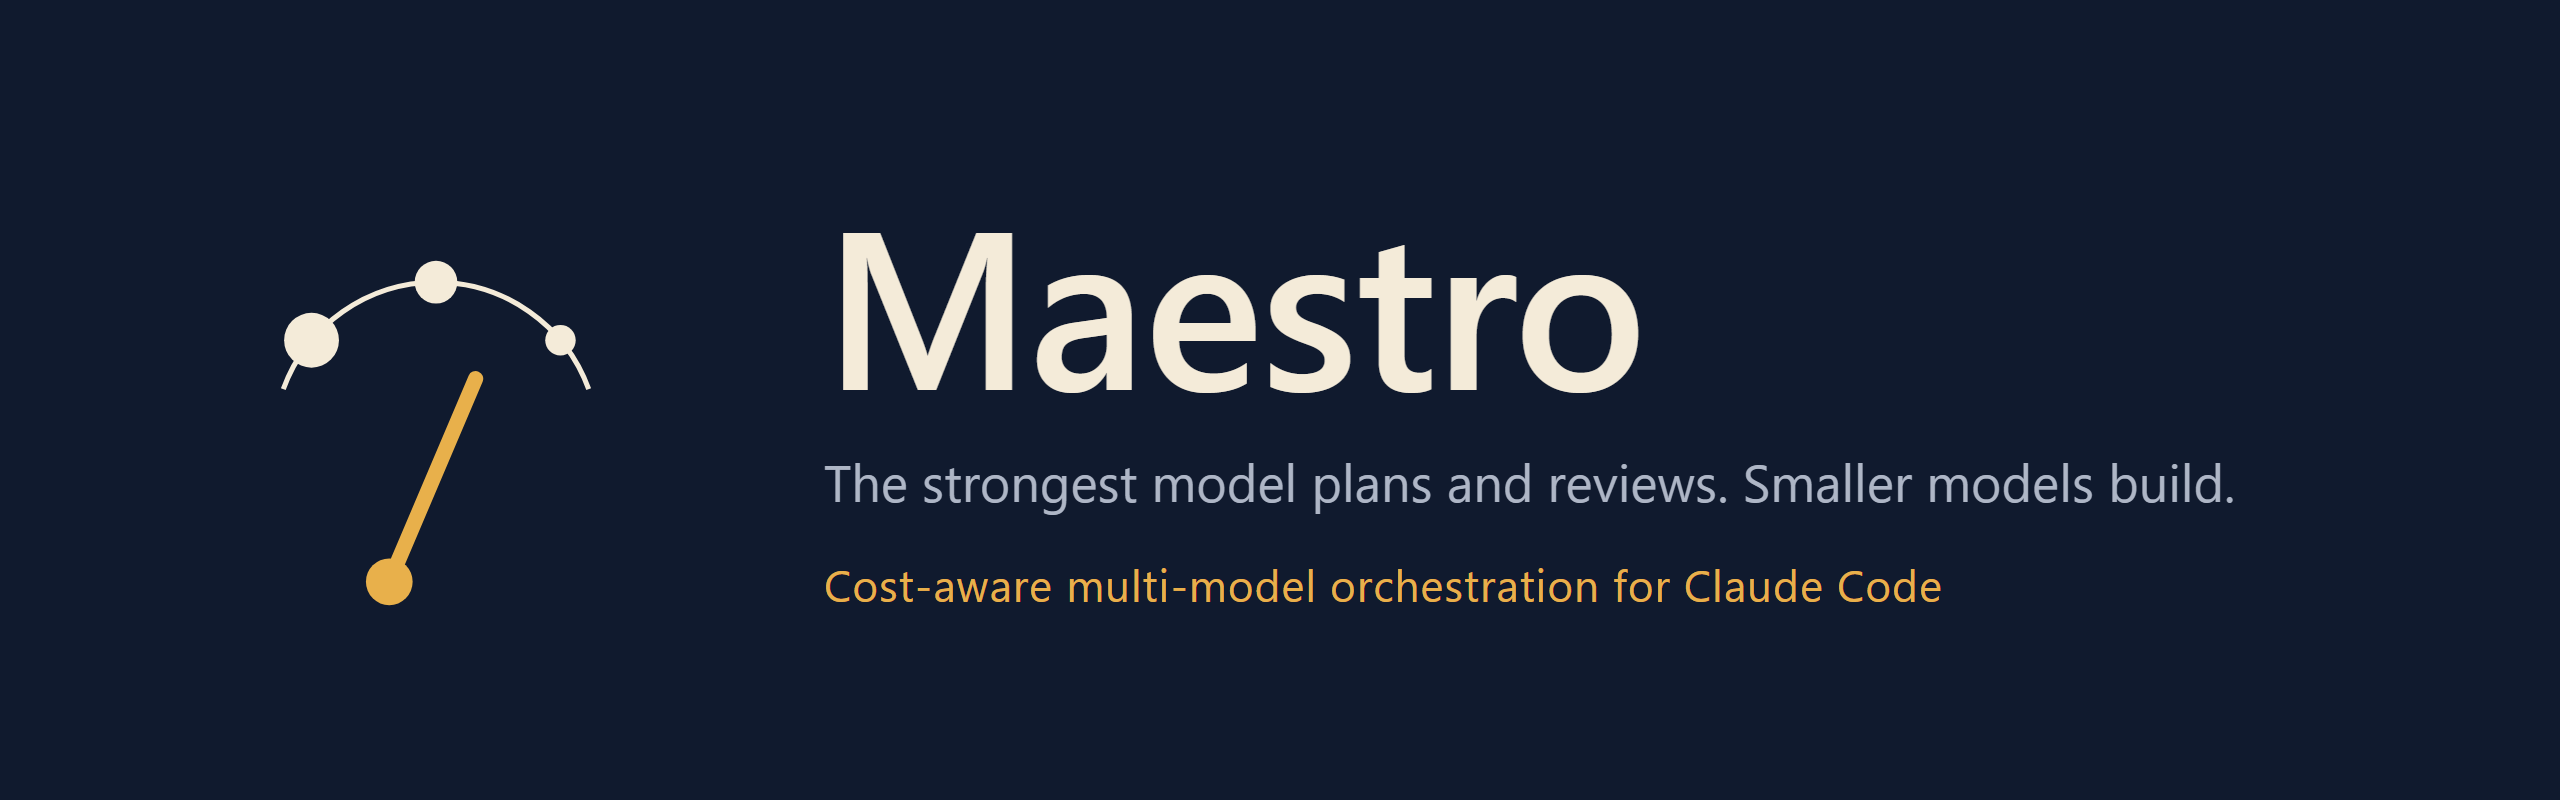 Maestro
The strongest model plans and reviews. Smaller models build.
Cost-aware multi-model orchestration for Claude Code